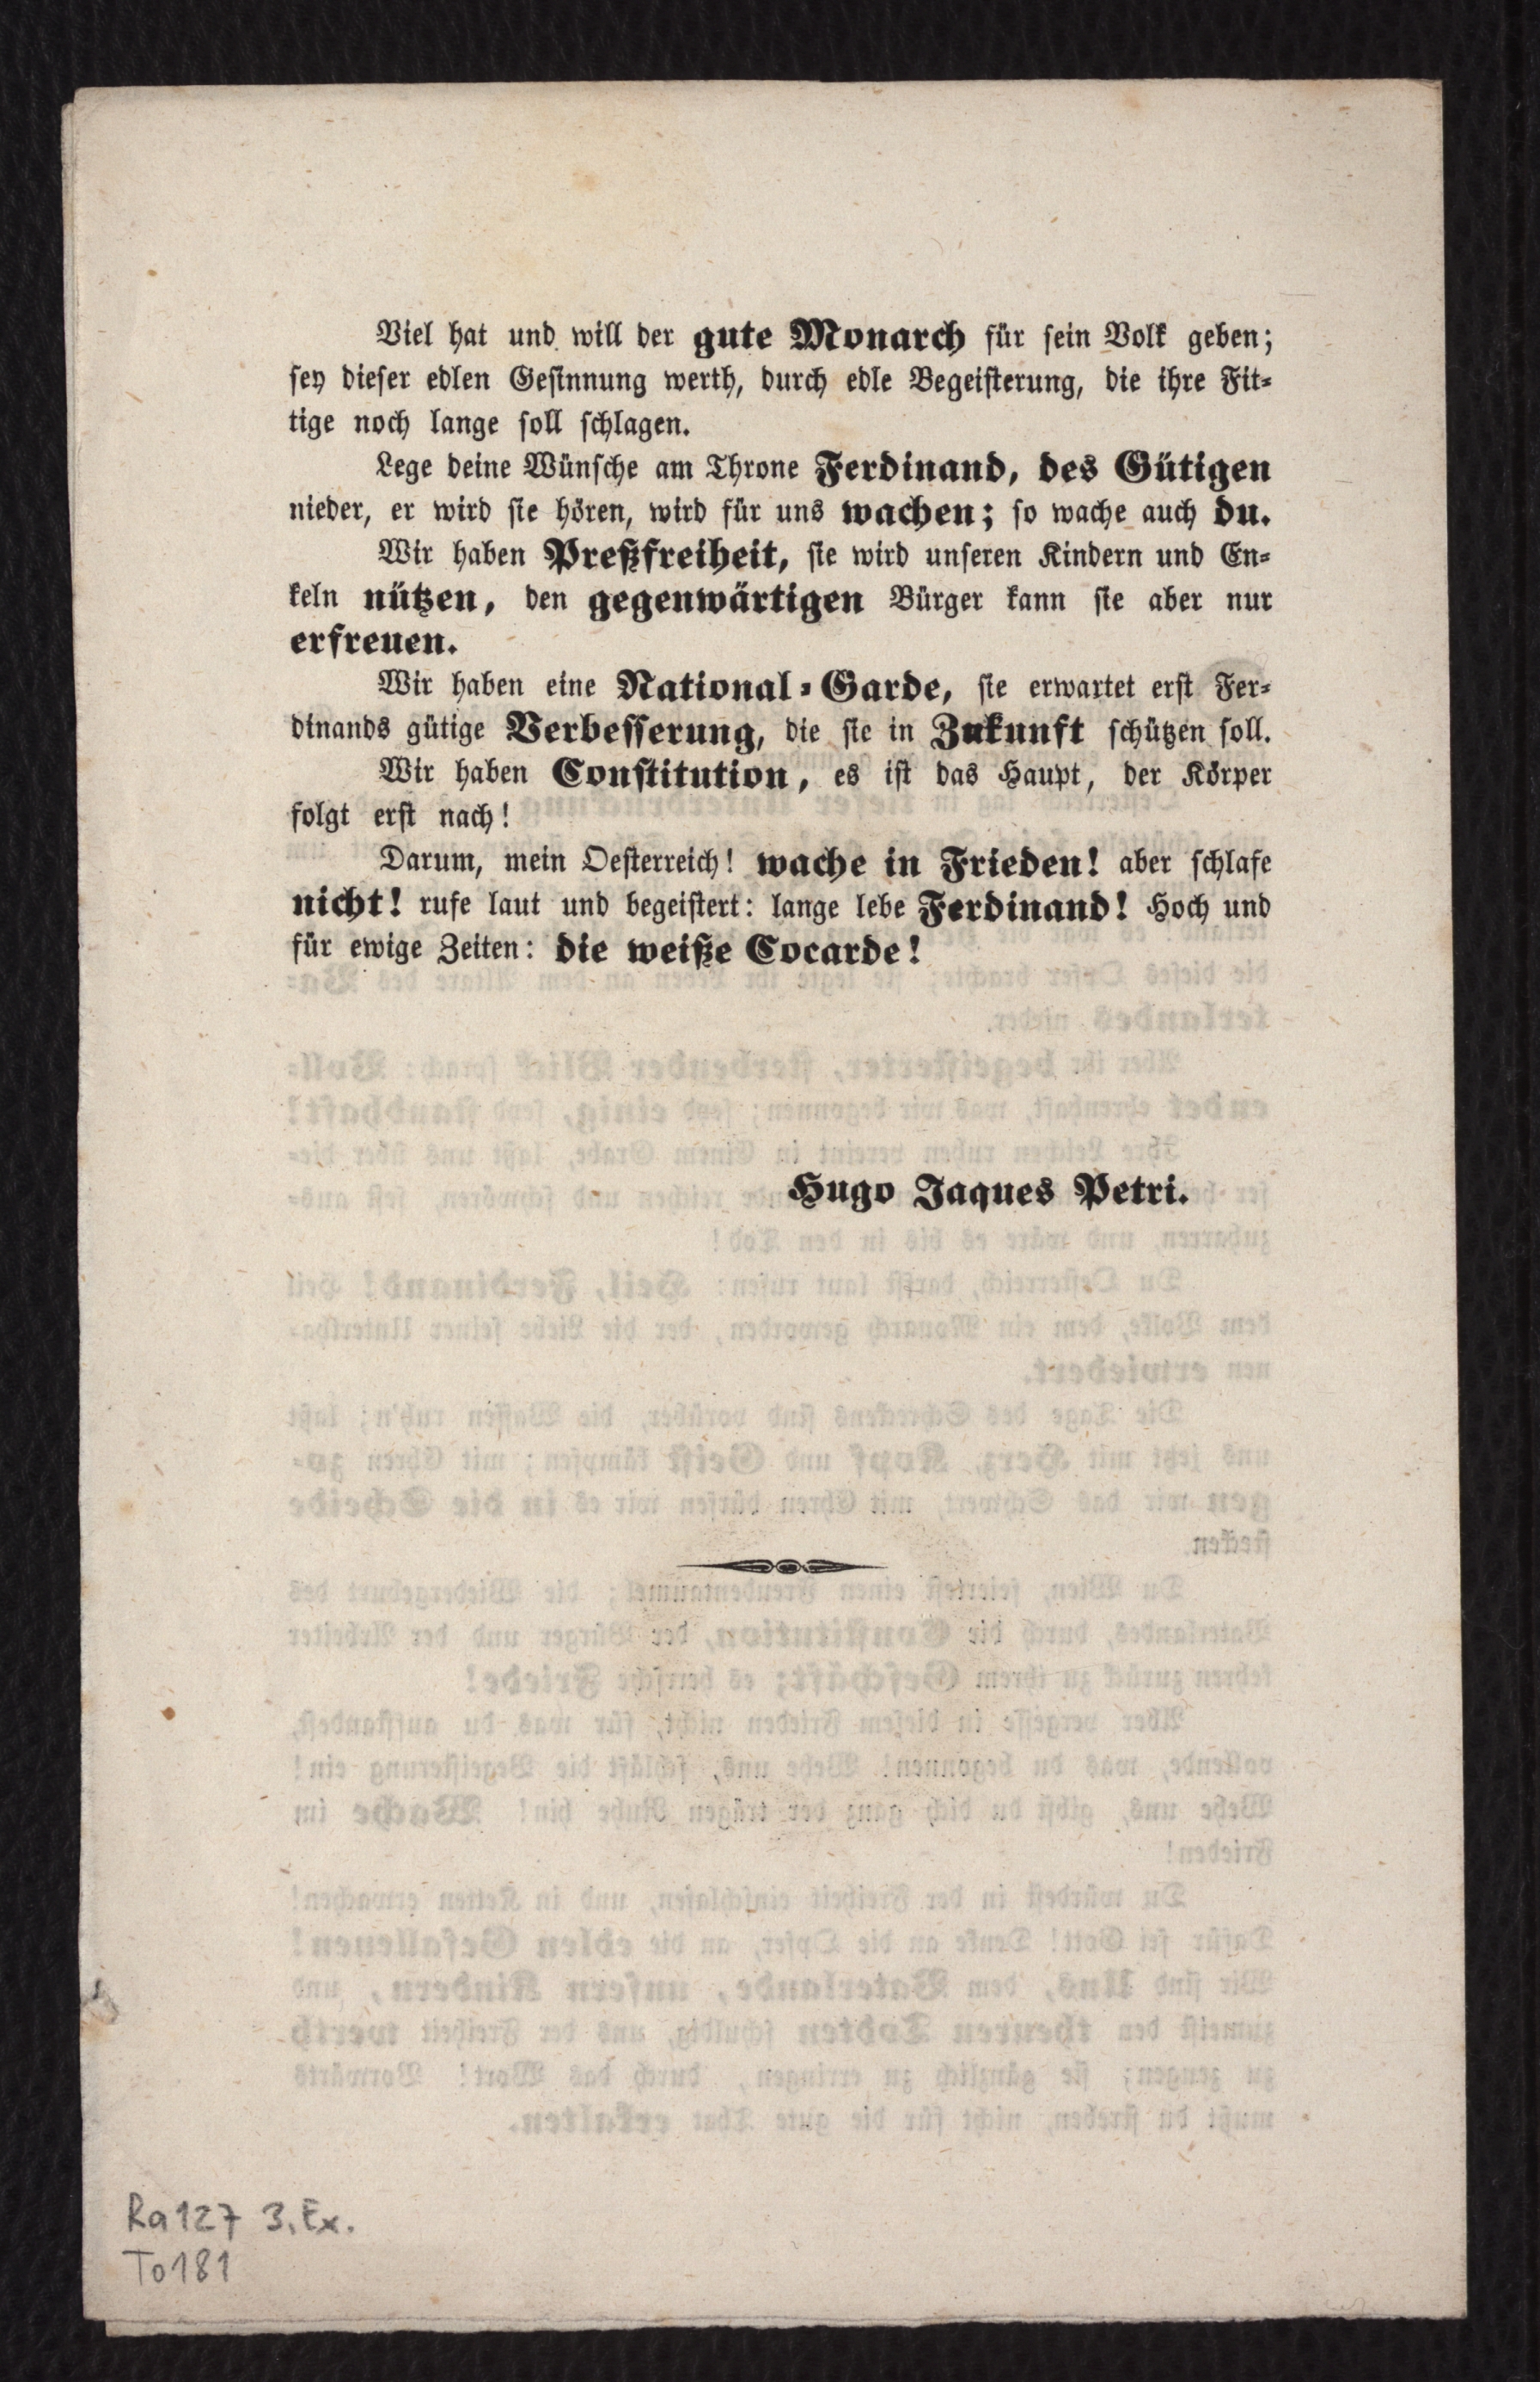 Viel hat und will der gute Monarch für sein Volk geben;
sey dieser edlen Gesinnung werth, durch edle Begeisterung, die ihre Fit-
tige noch lange soll schlagen.
Lege deine Wünsche am Throne Ferdinand, des Gütigen
nieder, er wird sie hören, wird für uns wachen; so wache auch du.
Wir haben Preßfreiheit, sie wird unseren Kindern und En-
keln nützen, den gegenwärtigen Bürger kann sie aber nur
erfreuen.
Wir haben eine National-Garde, sie erwartet erst Fer-
dinands gütige Verbesserung, die sie in Zukunft schützen soll.
Wir haben Constitution, es ist das Haupt, der Körper
folgt erst nach!
Darum, mein Oesterreich! wache in Frieden! aber schlafe
nicht! rufe laut und begeistert: lange lebe Ferdinand! Hoch und
für ewige Zeiten: die weiße Cocarde!
Hugo Jaques Petri.
Ra127 3. Ex.
To181